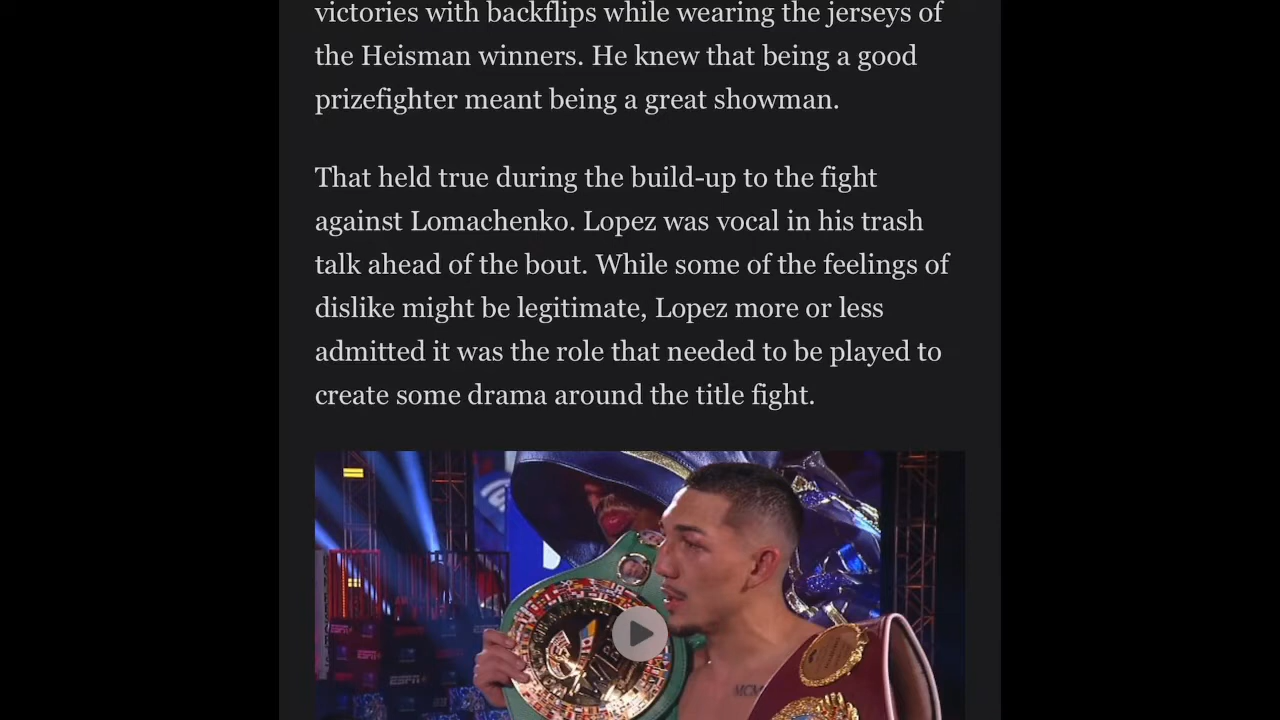 victories with backflips while wearing the jerseys of
the Heisman winners. He knew that being a good
prizefighter meant being a great showman.
That held true during the build-up to the fight
against Lomachenko. Lopez was vocal in his trash
talk ahead of the bout. While some of the feelings of
dislike might be legitimate, Lopez more or less
admitted it was the role that needed to be played to
create some drama around the title fight.
ESPN+